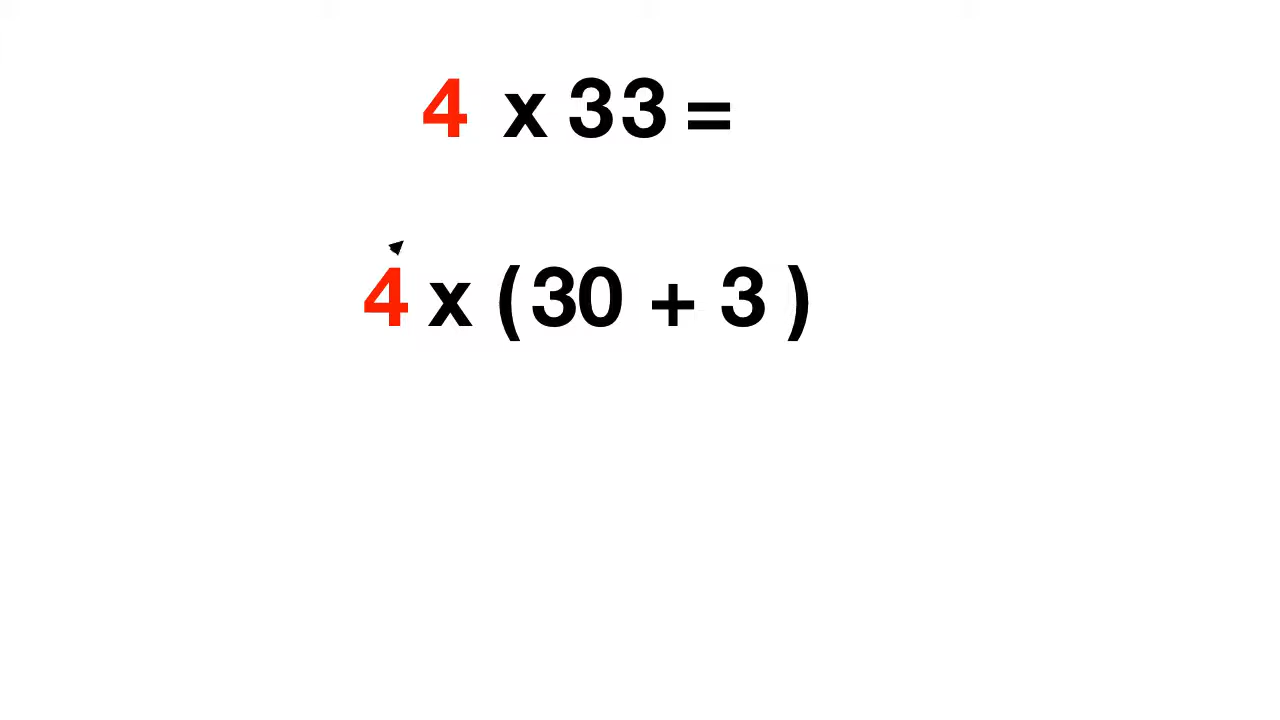 4 x 33 =
4 x (30 + 3)